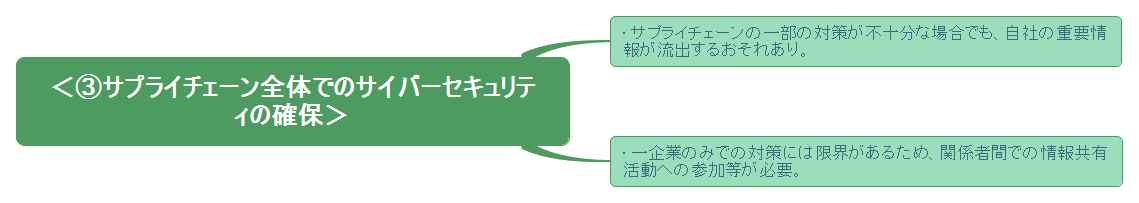 ＜③サプライチェーン全体でのサイバーセキュリテ
ィの確保＞
・サプライチェーンの一部の対策が不十分な場合でも、自社の重要情
報が流出するおそれあり。
・一企業のみでの対策には限界があるため、関係者間での情報共有
活動への参加等が必要。